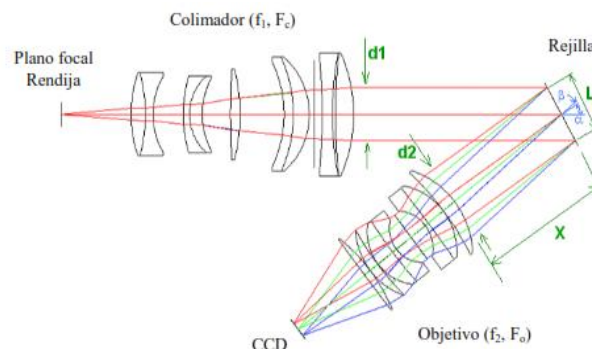 Colimador (f1, Fc)
Plano focal
Rendija
d1
Rejilla
L
β
α
d2
X
Objetivo (f2, Fo)
CCD